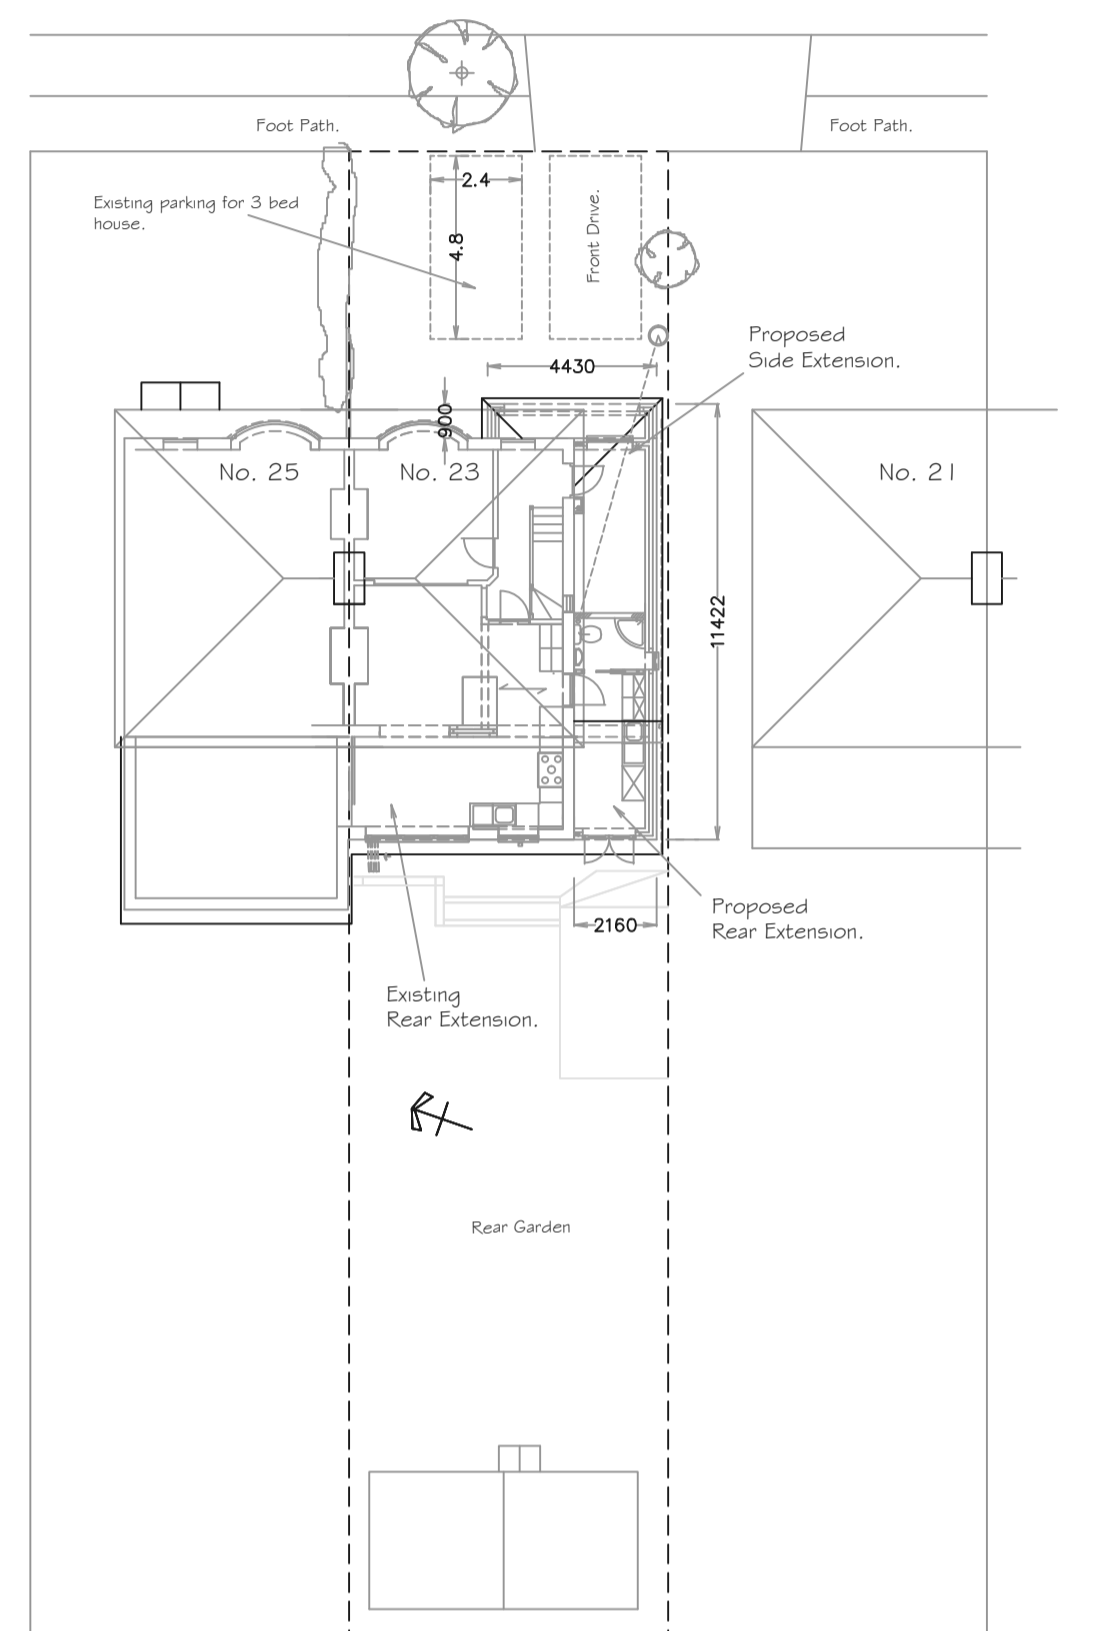 Foot Path.
Foot Path.
2.4
Existing parking for 3 bed
house.
4.8
Front Drive.
Proposed
Side Extension.
4430
900
No. 25
No. 23
No. 21
11422
Proposed
Rear Extension.
2160
Existing
Rear Extension.
Rear Garden